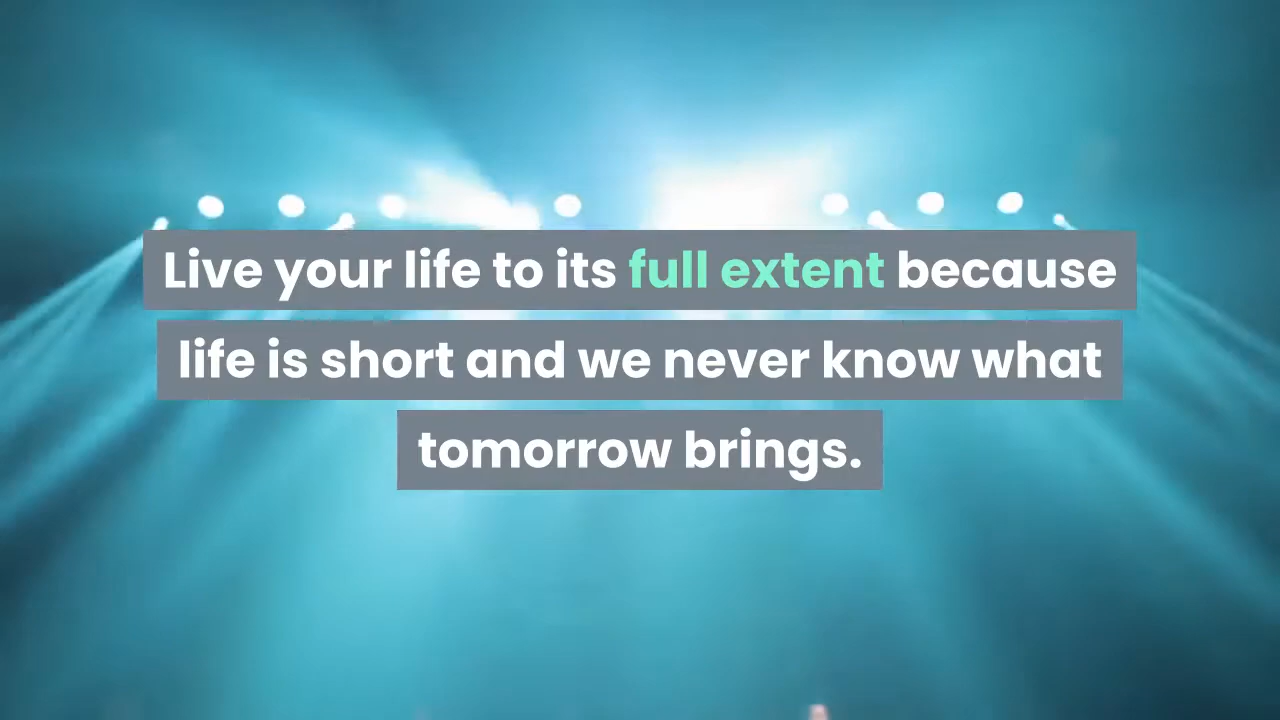 Live your life to its full extent because
life is short and we never know what
tomorrow brings.